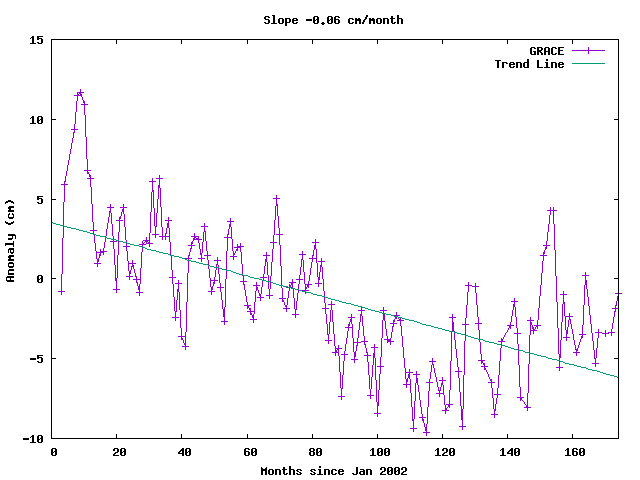 Slope -0.06 cm/month
GRACE
Trend Line
Anomaly (cm)
15
10
5
0
-5
-10
0 20 40 60 80 100 120 140 160
Months since Jan 2002